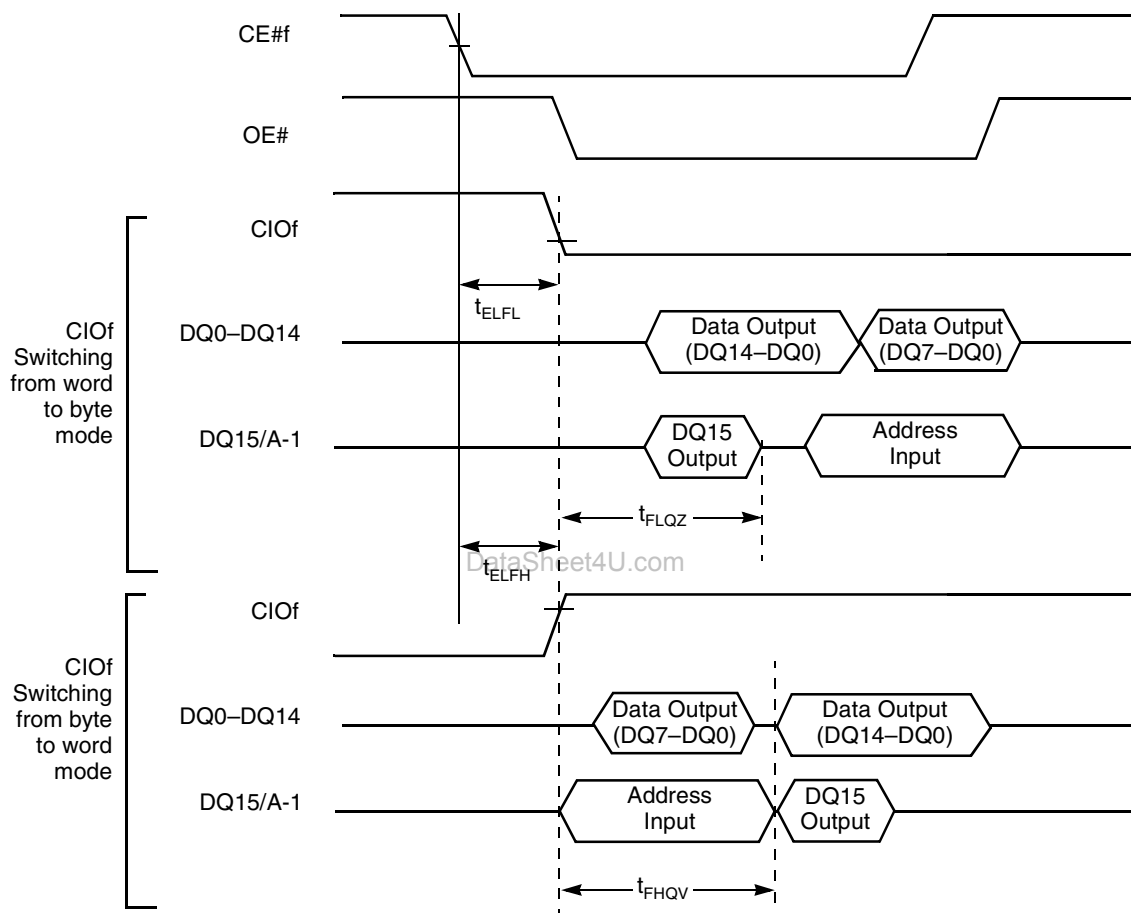 CE#f
OE#
CIOf
tELFL
CIOf
Switching
from word
to byte
mode
DQ0–DQ14
Data Output
(DQ14–DQ0)
Data Output
(DQ7–DQ0)
DQ15/A-1
DQ15
Output
Address
Input
tFLQZ
DataSheet4U.com
tELFH
CIOf
CIOf
Switching
from byte
to word
mode
DQ0–DQ14
Data Output
(DQ7–DQ0)
Data Output
(DQ14–DQ0)
DQ15/A-1
Address
Input
DQ15
Output
tFHQV